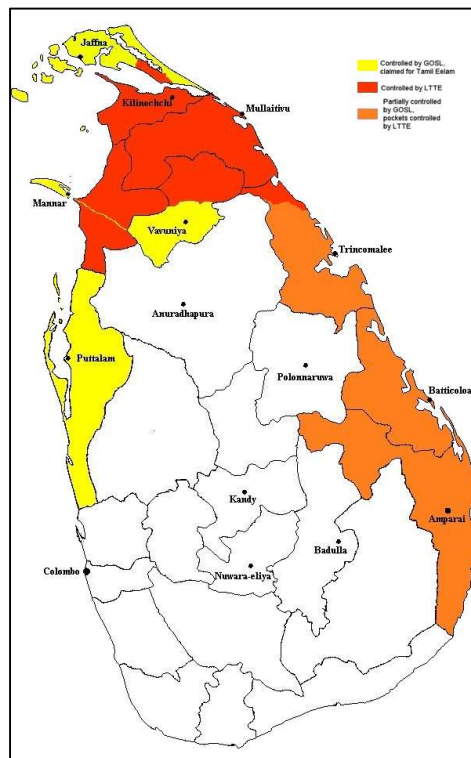 Jaffna
Controlled by GOSL,
claimed for Tamil Eelam
Controlled by LTTE
Partially controlled
by GOSL,
pockets controlled
by LTTE
Kilinochchi
Mullaitivu
Mannar
Vavuniya
Trincomalee
Anuradhapura
Puttalam
Polonnaruwa
Batticoloa
Kandy
Amparai
Badulla
Colombo
Nuwara-eliya